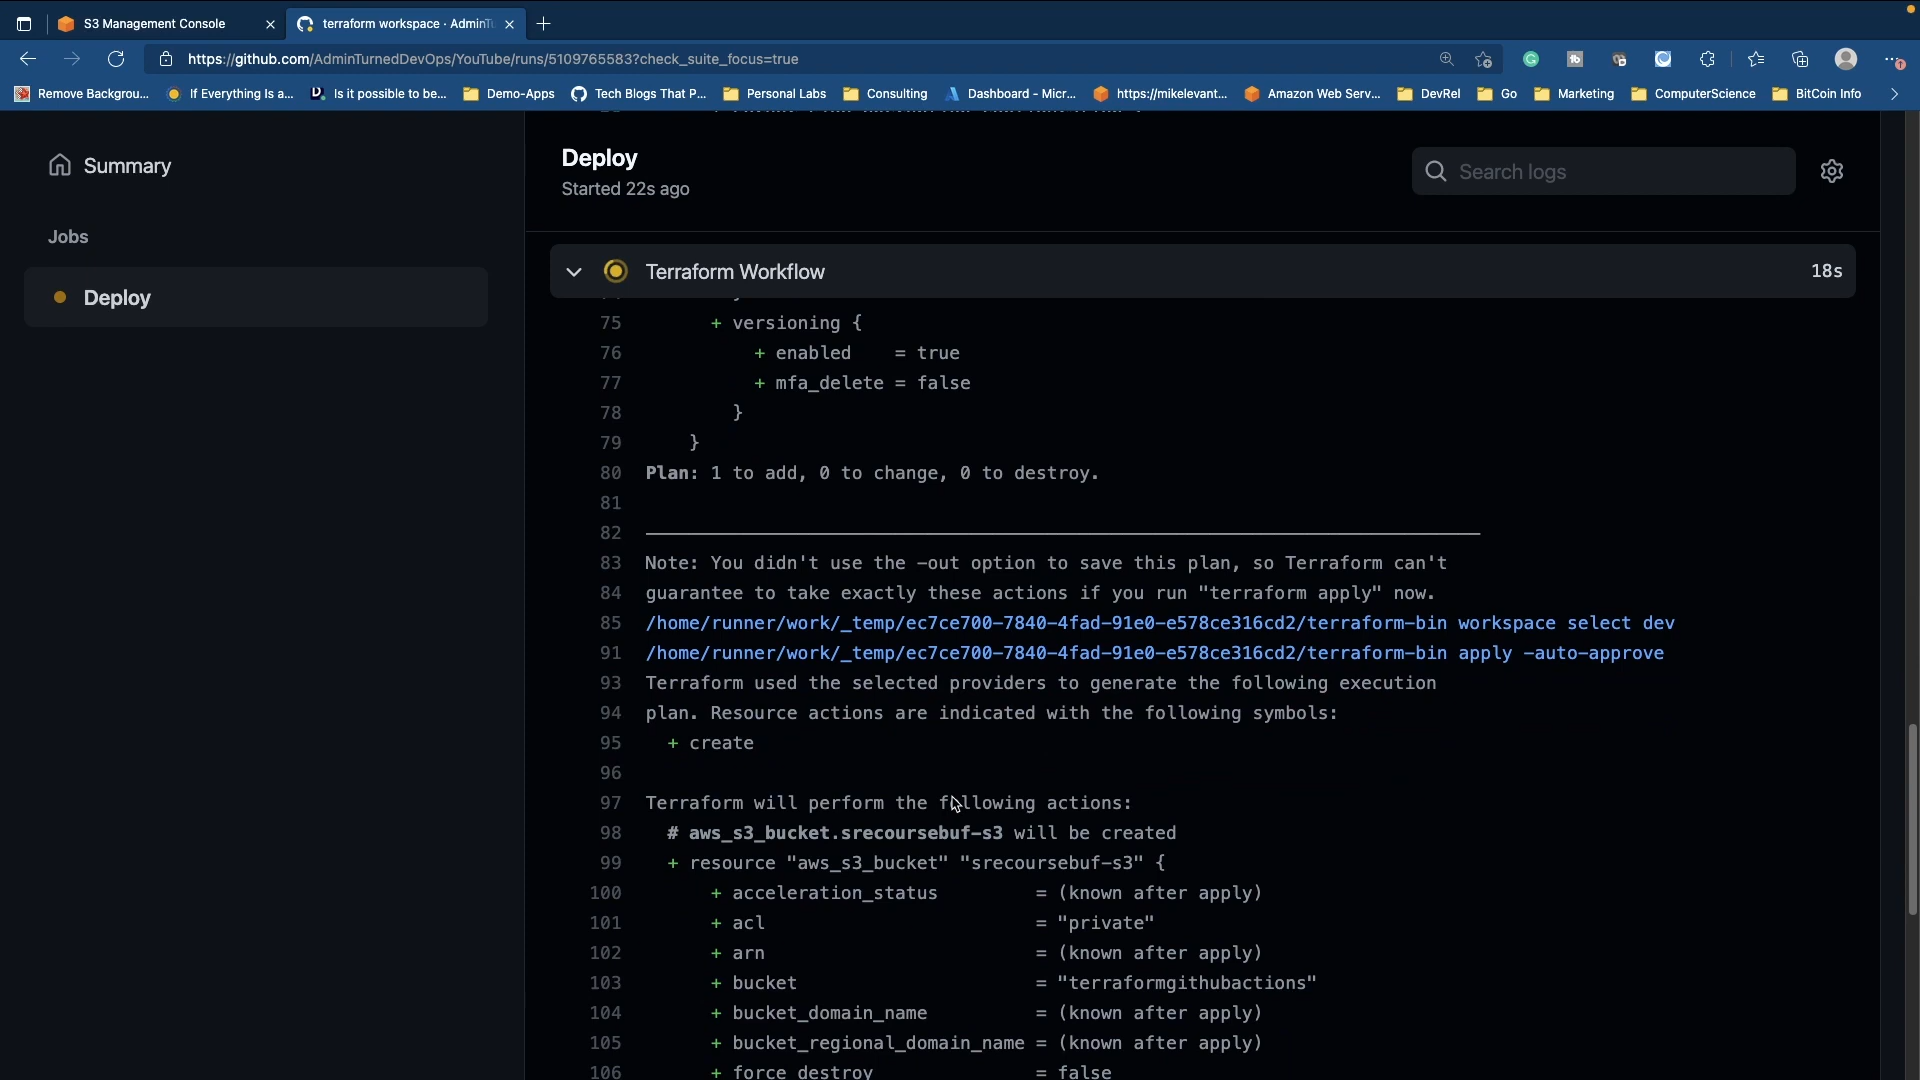 S3 Management Console
terraform workspace · AdminTu
https://github.com/AdminTurnedDevOps/YouTube/runs/5109765583?check_suite_focus=true
Remove Backgrou...
If Everything Is a...
Is it possible to be...
Demo-Apps
Tech Blogs That P...
Personal Labs
Consulting
Dashboard - Micr...
https://mikelevant...
Amazon Web Serv...
DevRel
Go
Marketing
ComputerScience
BitCoin Info
Summary
Jobs
Deploy
Deploy
Started 22s ago
Search logs
Terraform Workflow
18s
75 + versioning {
76 + enabled = true
77 + mfa_delete = false
78 }
79 }
80 Plan: 1 to add, 0 to change, 0 to destroy.
81
82 ────────────────────────────────────────
83 Note: You didn't use the -out option to save this plan, so Terraform can't
84 guarantee to take exactly these actions if you run "terraform apply" now.
85 /home/runner/work/_temp/ec7ce700-7840-4fad-91e0-e578ce316cd2/terraform-bin workspace select dev
91 /home/runner/work/_temp/ec7ce700-7840-4fad-91e0-e578ce316cd2/terraform-bin apply -auto-approve
93 Terraform used the selected providers to generate the following execution
94 plan. Resource actions are indicated with the following symbols:
95 + create
96
97 Terraform will perform the following actions:
98 # aws_s3_bucket.srecoursebuf-s3 will be created
99 + resource "aws_s3_bucket" "srecoursebuf-s3" {
100 + acceleration_status = (known after apply)
101 + acl = "private"
102 + arn = (known after apply)
103 + bucket = "terraformgithubactions"
104 + bucket_domain_name = (known after apply)
105 + bucket_regional_domain_name = (known after apply)
106 + force_destroy = false